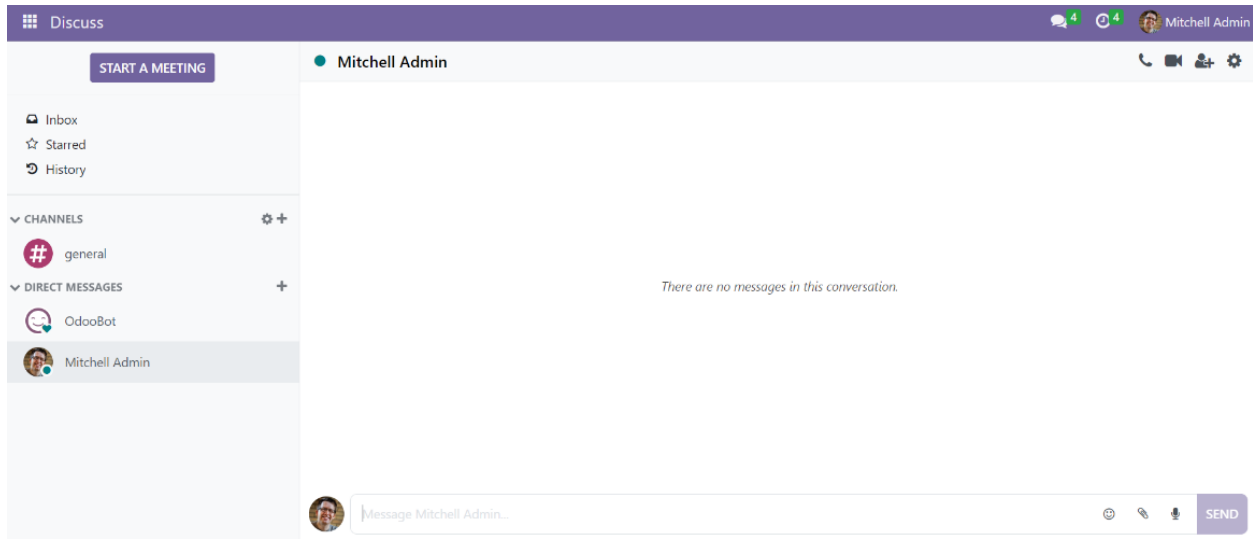 Discuss
4
4
Mitchell Admin
START A MEETING
Mitchell Admin
Inbox
Starred
History
CHANNELS
general
DIRECT MESSAGES
OdooBot
Mitchell Admin
There are no messages in this conversation.
Message Mitchell Admin...
SEND